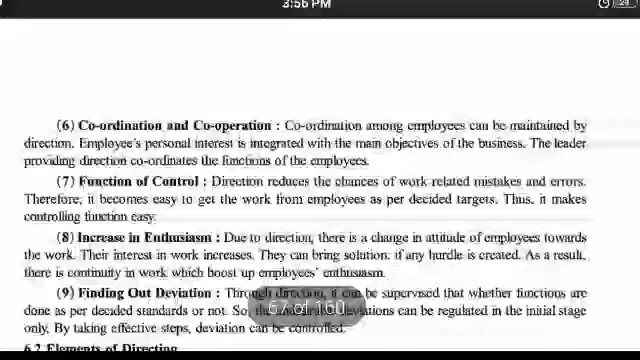 3:56 PM
(6) Co-ordination and Co-operation : Co-ordination among employees can be maintained by
direction. Employee's personal interest is integrated with the main objectives of the business. The leader
providing direction co-ordinates the functions of the employees.
(7) Function of Control : Direction reduces the chances of work related mistakes and errors.
Therefore, it becomes easy to get the work from employees as per decided targets. Thus, it makes
controlling function easy.
(8) Increase in Enthusiasm : Due to direction, there is a change in attitude of employees towards
the work. Their interest in work increases. They can bring solution, if any hurdle is created. As a result,
there is continuity in work which boost up employees' enthusiasm.
(9) Finding Out Deviation : Through direction, it can be supervised that whether functions are
done as per decided standards or not. So, the deviations can be regulated in the initial stage
67 of 160
only. By taking effective steps, deviation can be controlled.
6.2 Elements of Directing